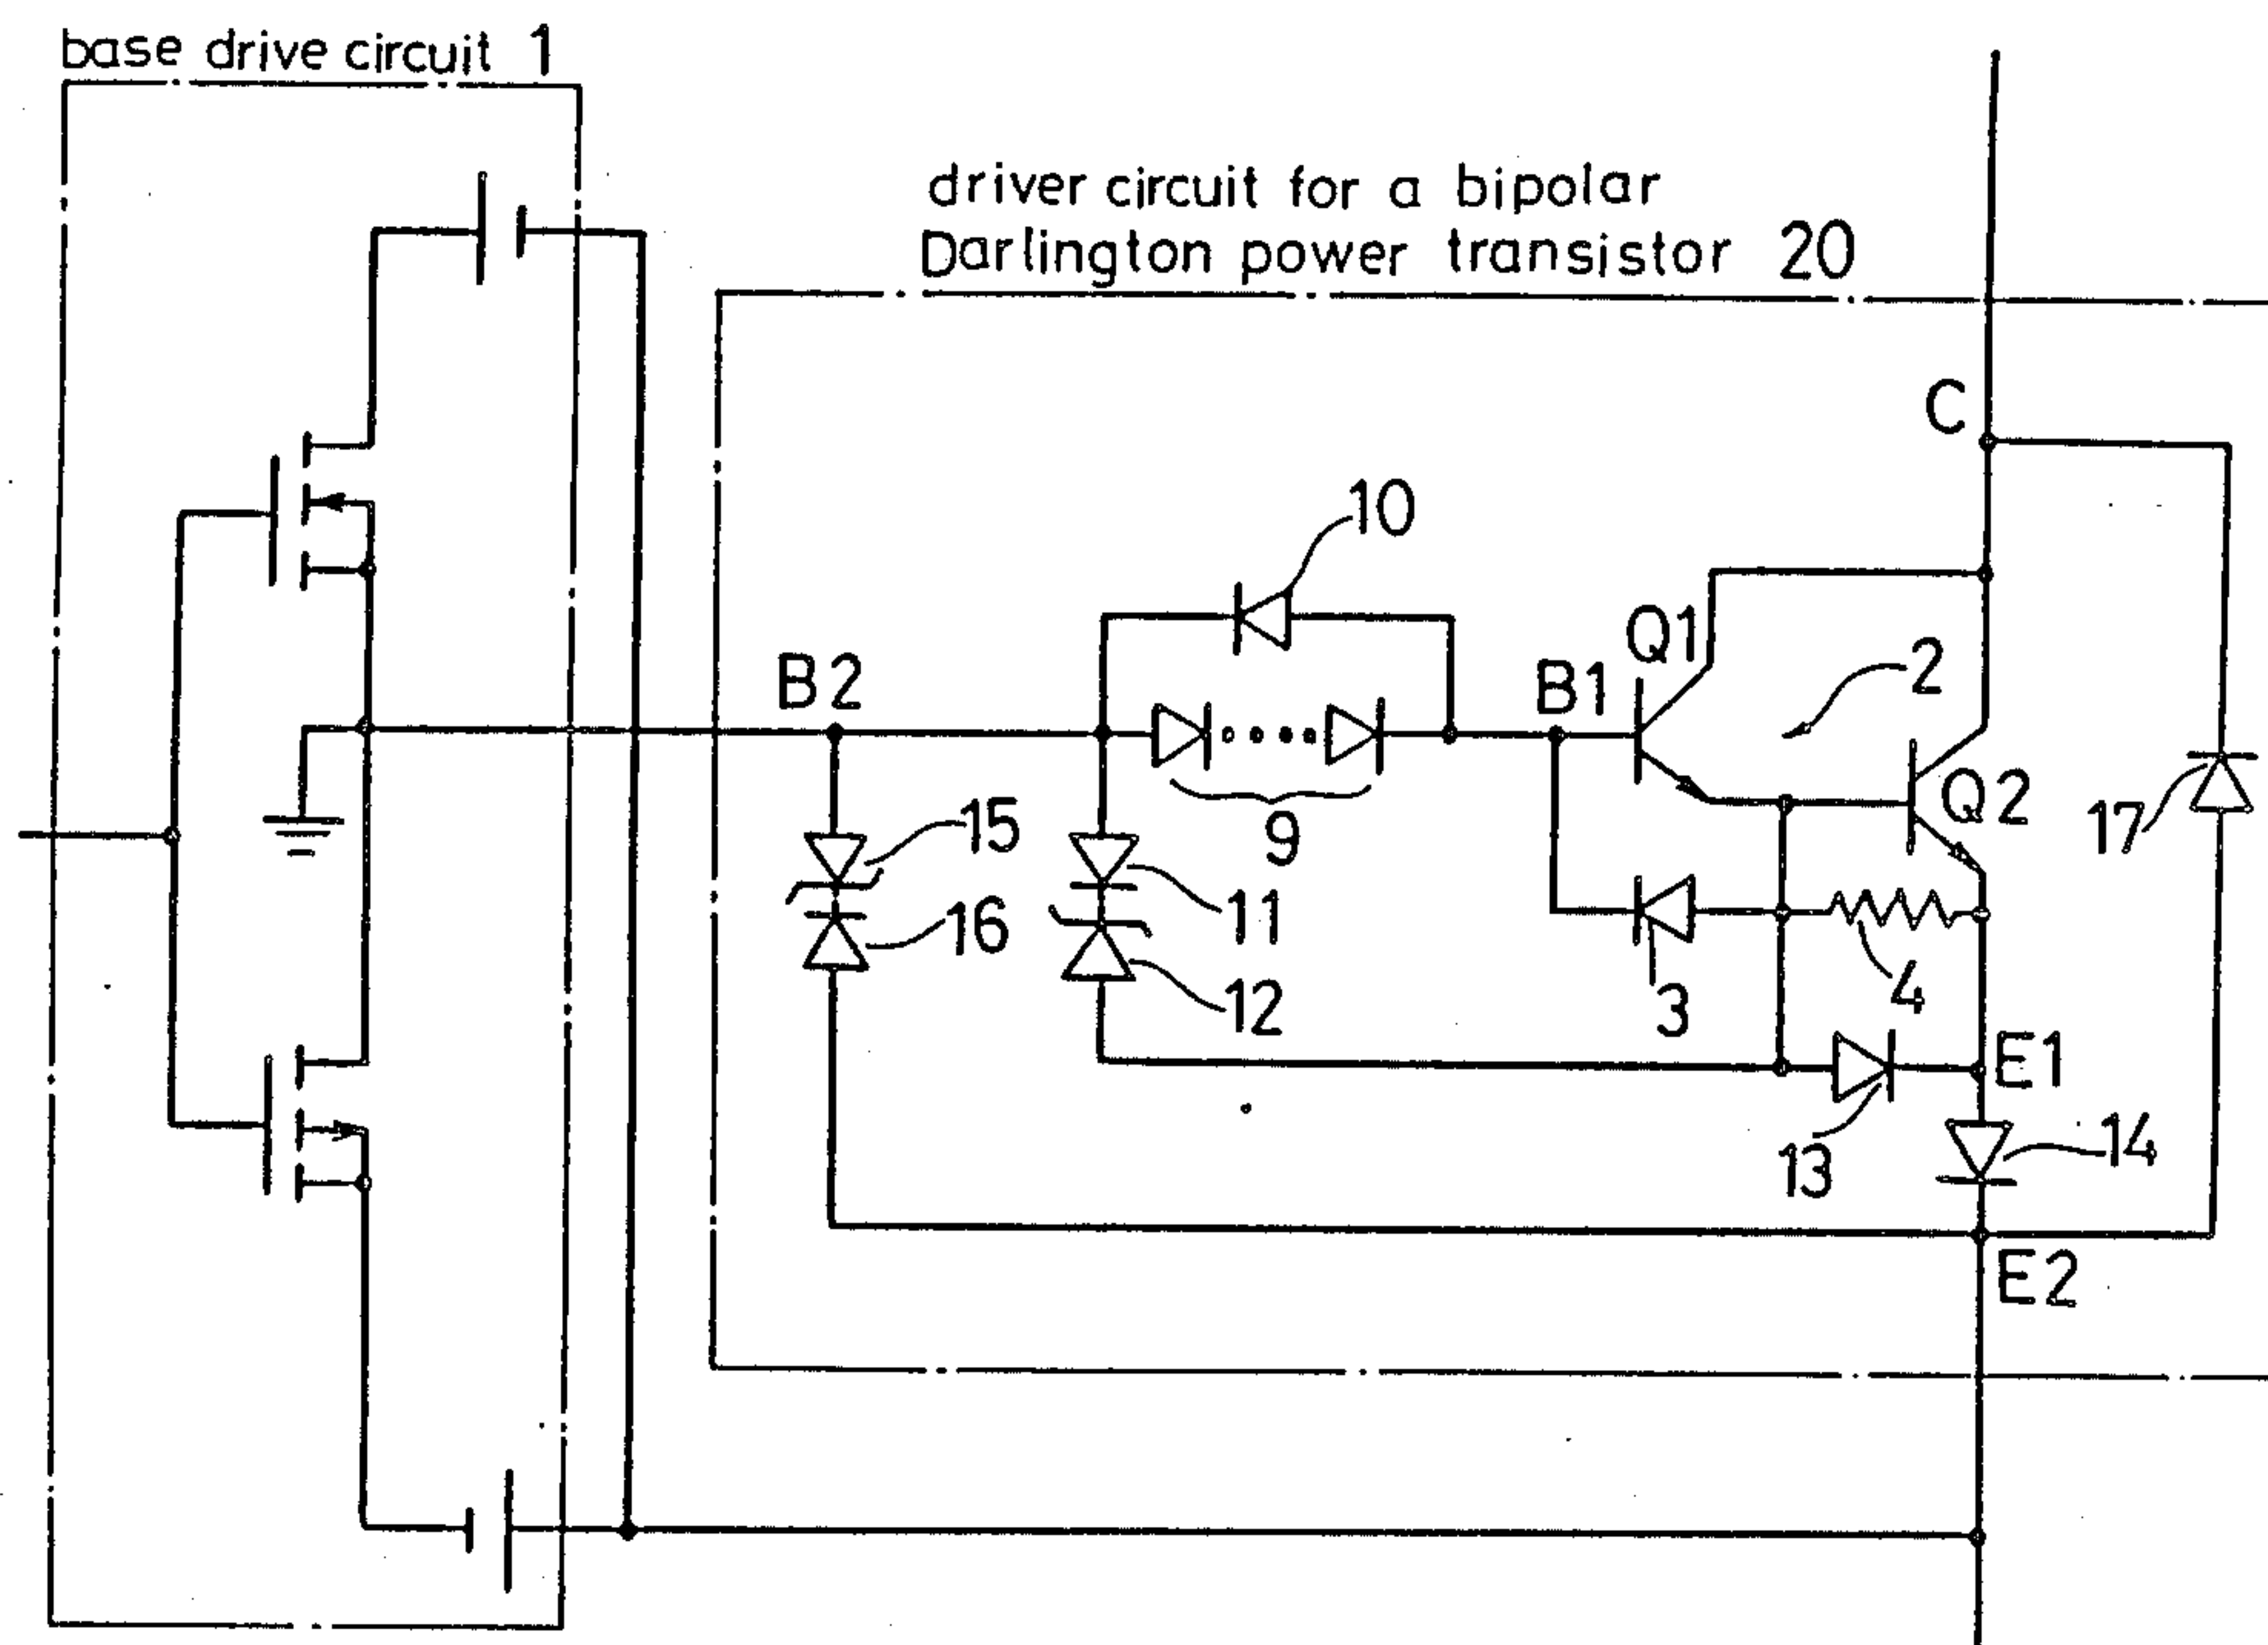 base drive circuit 1
driver circuit for a bipolar
Darlington power transistor 20
C
10
Q1
B2
B1
2
Q2
17
15
9
11
16
12
3
4
E1
13
14
E2